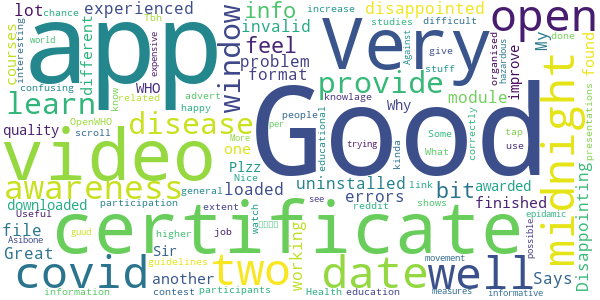 lot chance
experienced
Tbh
increase
studies
difficult
open
interesting
world
app
expensive
window
info
disappointed
Very
courses
different
invalid
Against
give
organised
My
found
feel
WHO
problem
stuff
hazardous
improve
done
confusing
format
provide
learn
know
related
advert
Why
module
midnight
presentations
quality
OpenWHO
happy
disease
knowlage
Good
people
Some
correctly
tap
scroll
More
per
one
educational
trying
kinda
What
use
video
Plzz
Nice
uninstalled
bit
awarded
awareness
loaded
errors
link
finished
downloaded
participation
general
extent
watch
see
reddit
shows
Disappointing
Useful
file
certificate
possible
epidemic
Asibone
guud
higher
job
Great
Sir
working
movement
covid
guidelines
two
date
well
Says
another
information
contest
participants
Health
education
measures
informative